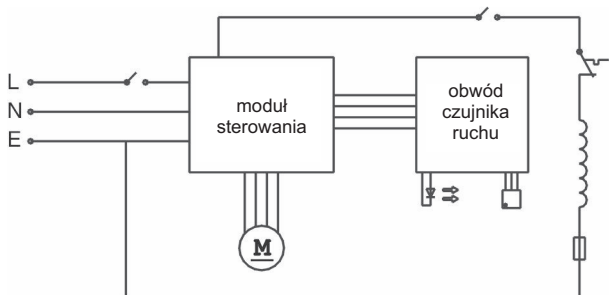 L
N
E
moduł
sterowania
obwód
czujnika
ruchu
M